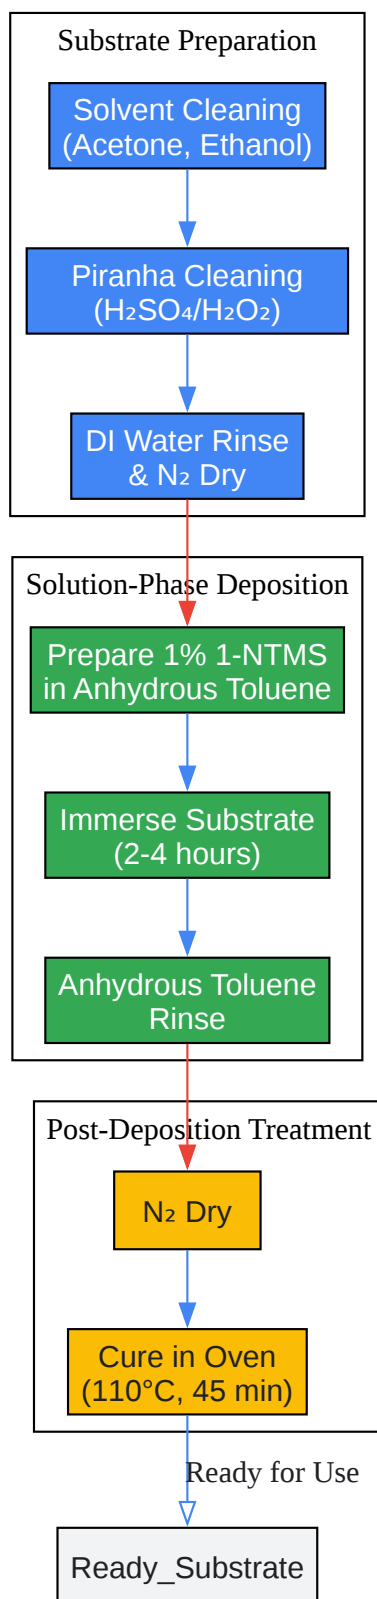 Substrate Preparation
Solvent Cleaning
(Acetone, Ethanol)
Piranha Cleaning
(H₂SO₄/H₂O₂)
DI Water Rinse
& N₂ Dry
Solution-Phase Deposition
Prepare 1% 1-NTMS
in Anhydrous Toluene
Immerse Substrate
(2-4 hours)
Anhydrous Toluene
Rinse
Post-Deposition Treatment
N₂ Dry
Cure in Oven
(110°C, 45 min)
Ready for Use
Ready_Substrate